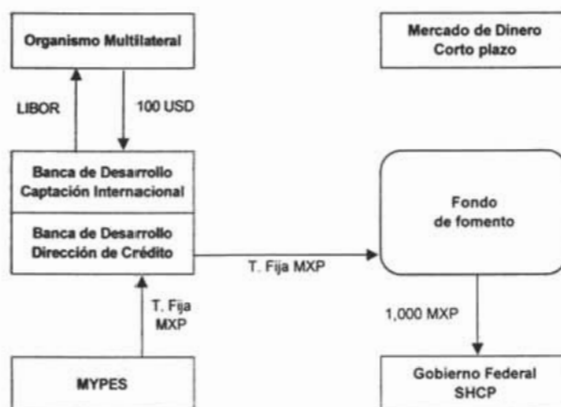 Organismo Multilateral
Mercado de Dinero
Corto plazo
LIBOR
100 USD
Banca de Desarrollo
Captación Internacional
Banca de Desarrollo
Dirección de Crédito
Fondo
de fomento
T. Fija MXP
T. Fija
MXP
1,000 MXP
MYPES
Gobierno Federal
SHCP